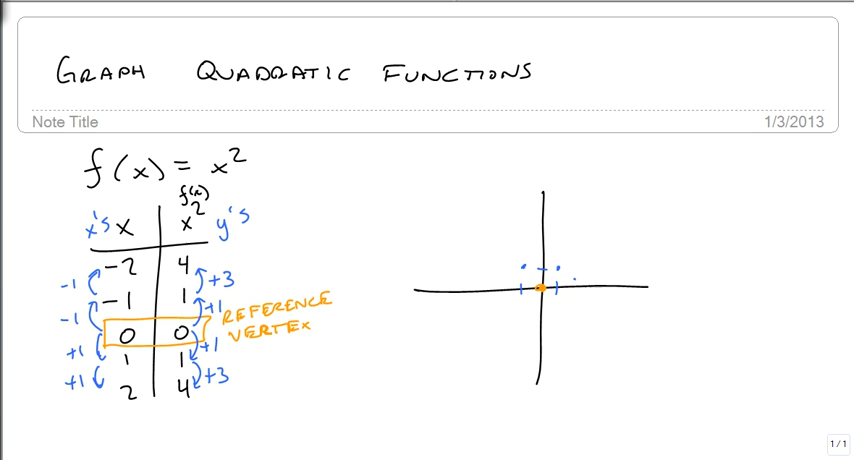 GRAPH QUADRATIC FUNCTIONS
Note Title
1/3/2013
f(x) = x²
f(x)
x's x x² y's
-2 4
-1 +3
-1 1
-1 +1 REFERENCE
0 0 VERTEX
+1 +1
1 1
+1 +3
2 4
1 / 1